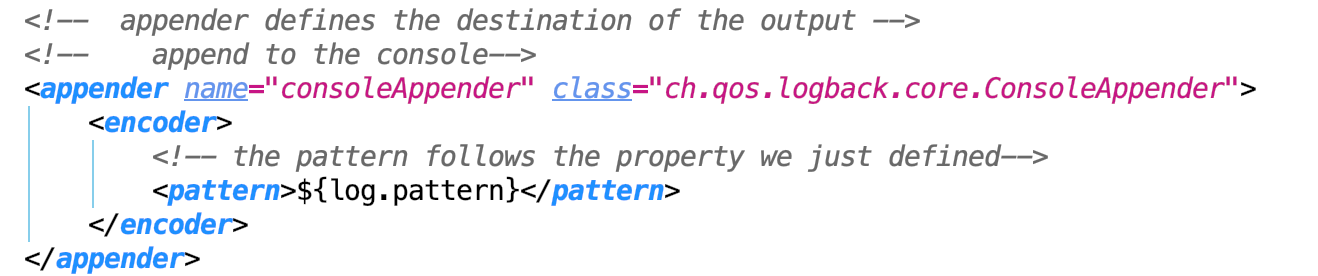 <!--  appender defines the destination of the output -->
<!--    append to the console-->
<appender name="consoleAppender" class="ch.qos.logback.core.ConsoleAppender">
    <encoder>
        <!-- the pattern follows the property we just defined-->
        <pattern>${log.pattern}</pattern>
    </encoder>
</appender>